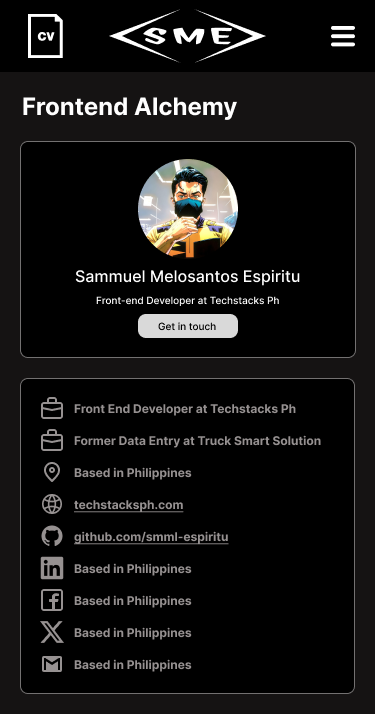 CV
SME
Frontend Alchemy
Sammuel Melosantos Espiritu
Front-end Developer at Techstacks Ph
Get in touch
Front End Developer at Techstacks Ph
Former Data Entry at Truck Smart Solution
Based in Philippines
techstacksph.com
github.com/smml-espiritu
Based in Philippines
Based in Philippines
Based in Philippines
Based in Philippines